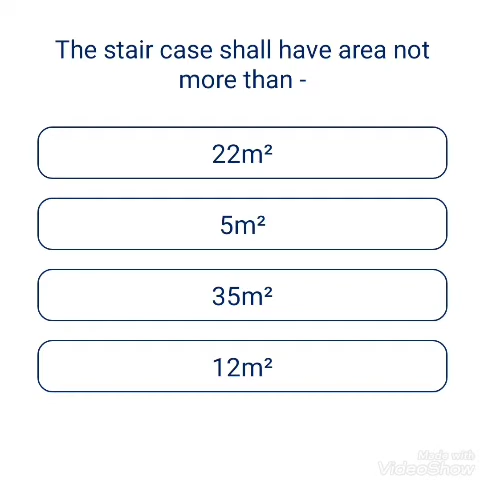 The stair case shall have area not
more than -
22m²
5m²
35m²
12m²
Made with
VideoShow